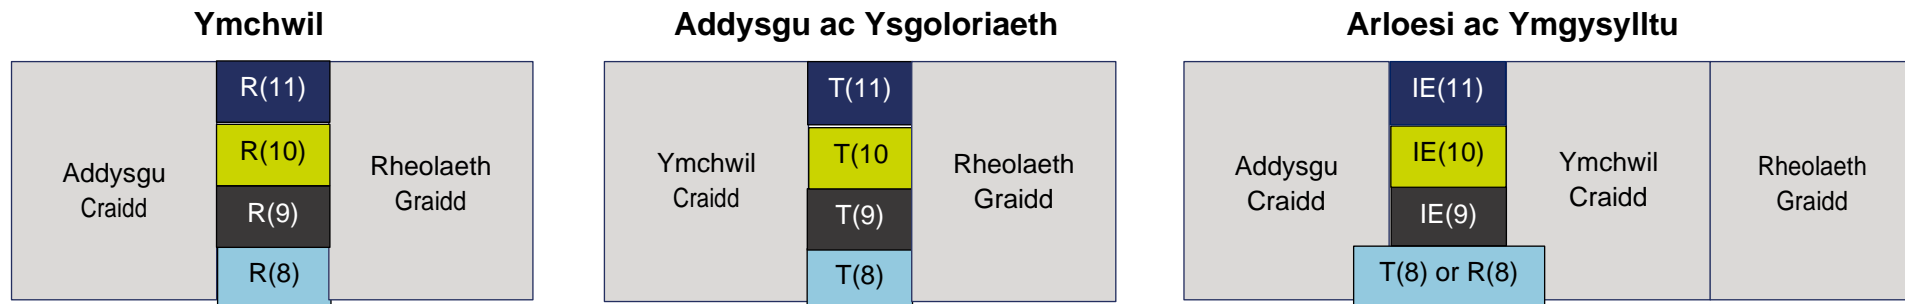 Ymchwil
Addysgu
Craidd
R(11)
R(10)
R(9)
R(8)
Rheolaeth
Graidd
Addysgu ac Ysgoloriaeth
Ymchwil
Craidd
T(11)
T(10
T(9)
T(8)
Rheolaeth
Graidd
Arloesi ac Ymgysylltu
Addysgu
Craidd
IE(11)
IE(10)
IE(9)
T(8) or R(8)
Ymchwil
Craidd
Rheolaeth
Graidd